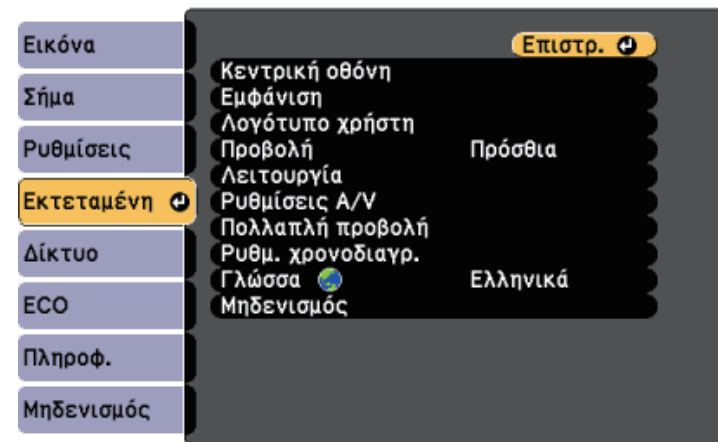 Εικόνα
Σήμα
Ρυθμίσεις
Εκτεταμένη
Δίκτυο
ECO
Πληροφ.
Μηδενισμός
Επιστρ.
Κεντρική οθόνη
Εμφάνιση
Λογότυπο χρήστη
Προβολή Πρόσθια
Λειτουργία
Ρυθμίσεις A/V
Πολλαπλή προβολή
Ρυθμ. χρονοδιαγρ.
Γλώσσα Ελληνικά
Μηδενισμός